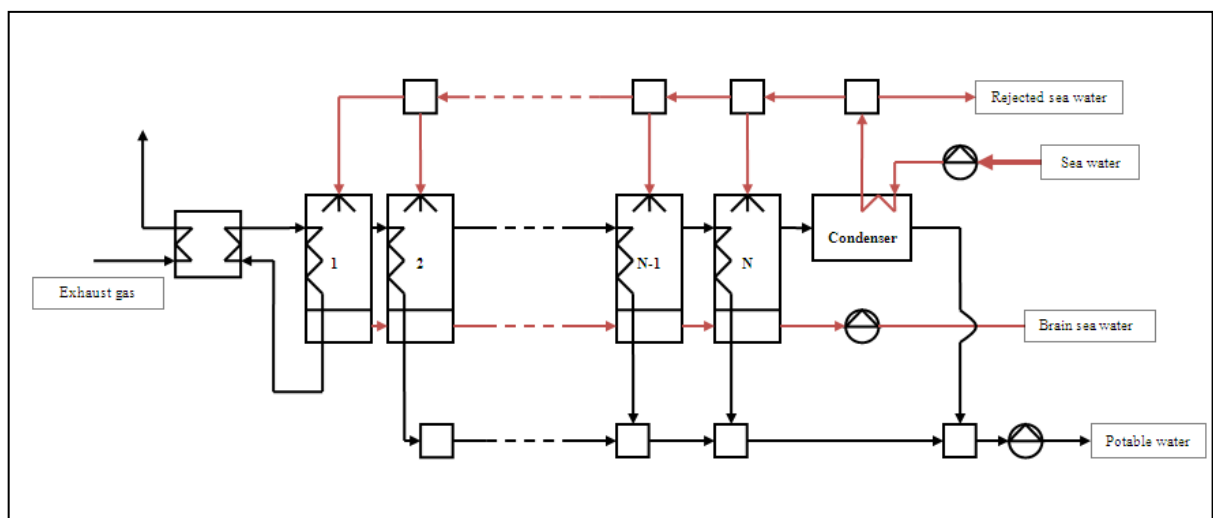 Rejected sea water
Sea water
Condenser
1
2
N-1
N
Exhaust gas
Brain sea water
Potable water